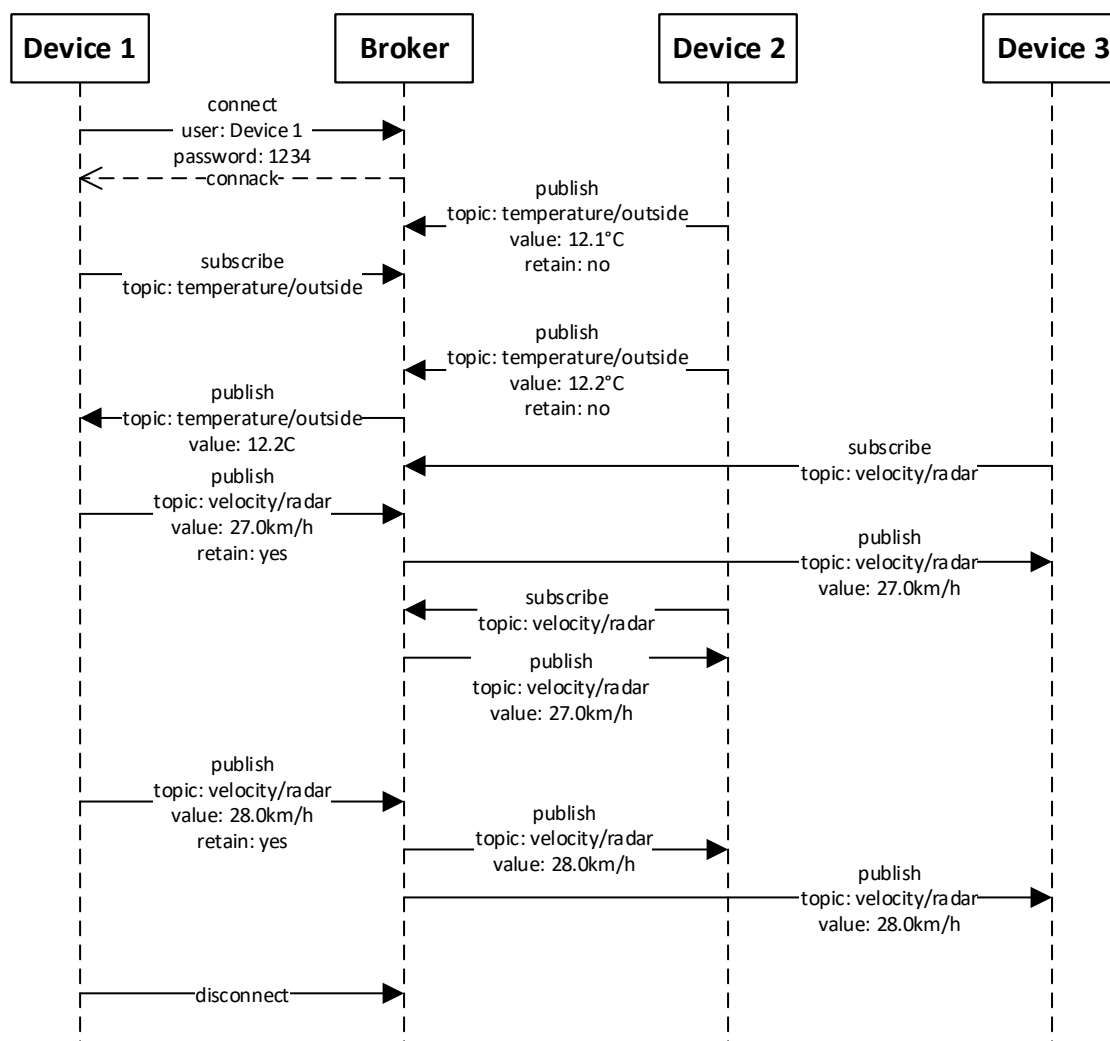 Device 1
Broker
Device 2
Device 3
connect
user: Device 1
password: 1234
connack
publish
topic: temperature/outside
value: 12.1°C
retain: no
subscribe
topic: temperature/outside
publish
topic: temperature/outside
value: 12.2°C
retain: no
publish
topic: temperature/outside
value: 12.2C
subscribe
topic: velocity/radar
publish
topic: velocity/radar
value: 27.0km/h
retain: yes
publish
topic: velocity/radar
value: 27.0km/h
subscribe
topic: velocity/radar
publish
topic: velocity/radar
value: 27.0km/h
publish
topic: velocity/radar
value: 28.0km/h
retain: yes
publish
topic: velocity/radar
value: 28.0km/h
publish
topic: velocity/radar
value: 28.0km/h
disconnect